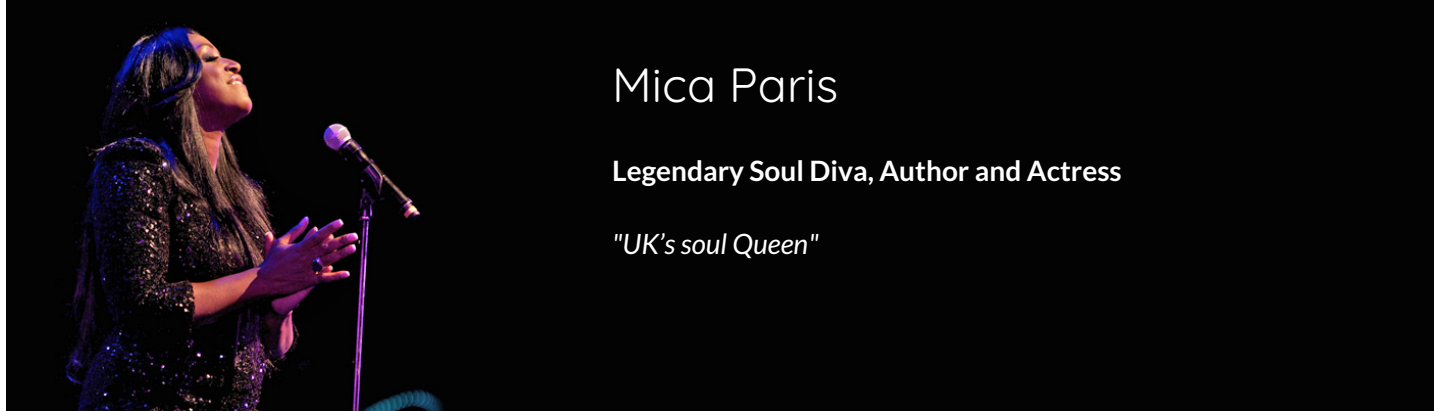 Mica Paris
Legendary Soul Diva, Author and Actress
"UK’s soul Queen"